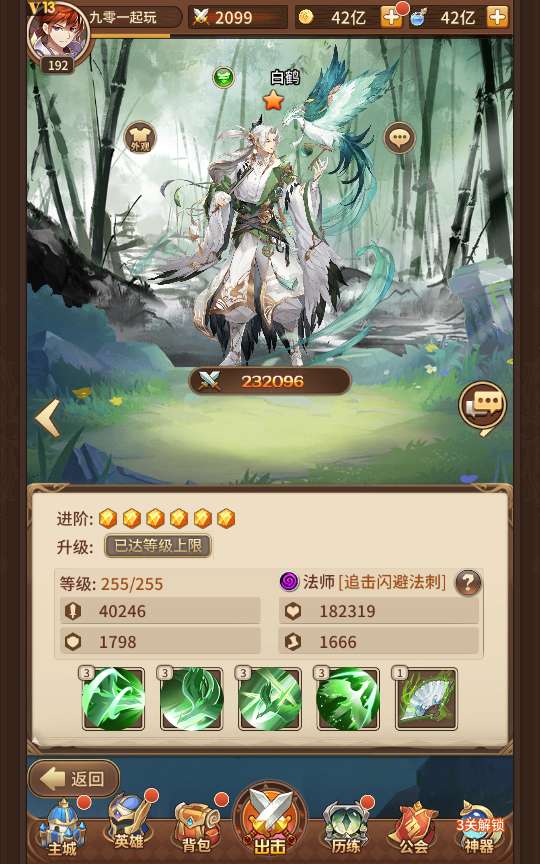 V13
九零一起玩
2099
42亿
42亿
192
白鹤
外观
232096
进阶:
升级:
已达等级上限
等级: 255/255
法师 [追击闪避法刺]
?
40246
182319
1798
1666
3
3
3
3
1
返回
主城
英雄
背包
出击
历练
公会
3关解锁
神器